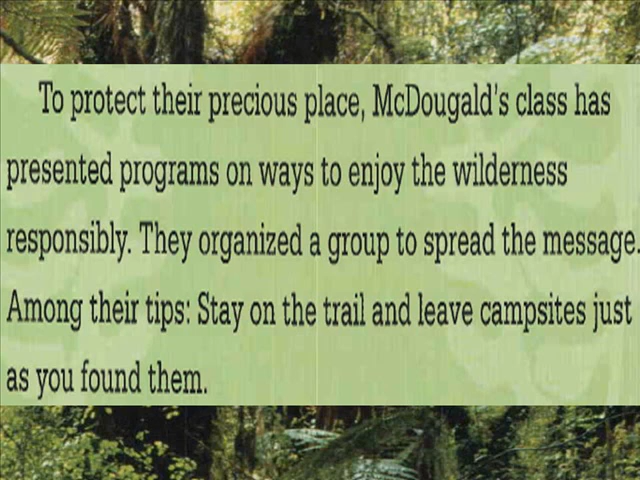 To protect their precious place, McDougald's class has
presented programs on ways to enjoy the wilderness
responsibly. They organized a group to spread the message.
Among their tips: Stay on the trail and leave campsites just
as you found them.